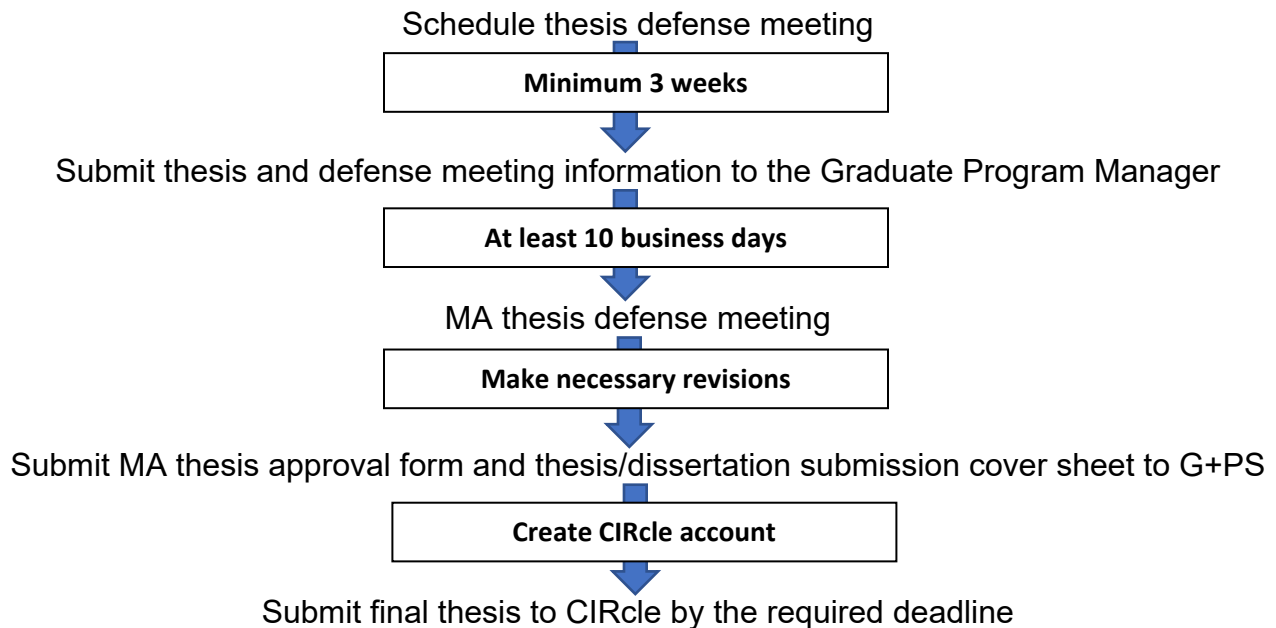 Schedule thesis defense meeting
Minimum 3 weeks
Submit thesis and defense meeting information to the Graduate Program Manager
At least 10 business days
MA thesis defense meeting
Make necessary revisions
Submit MA thesis approval form and thesis/dissertation submission cover sheet to G+PS
Create CIRcle account
Submit final thesis to CIRcle by the required deadline